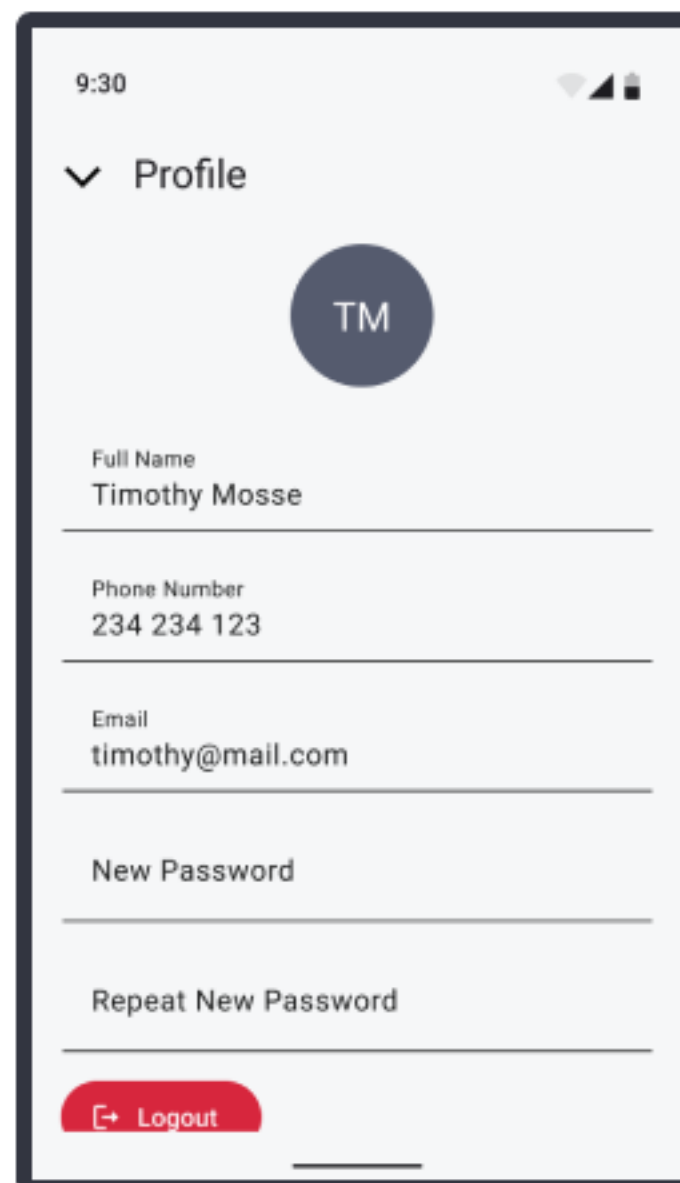 9:30
Profile
TM
Full Name
Timothy Mosse
Phone Number
234 234 123
Email
timothy@mail.com
New Password
Repeat New Password
Logout